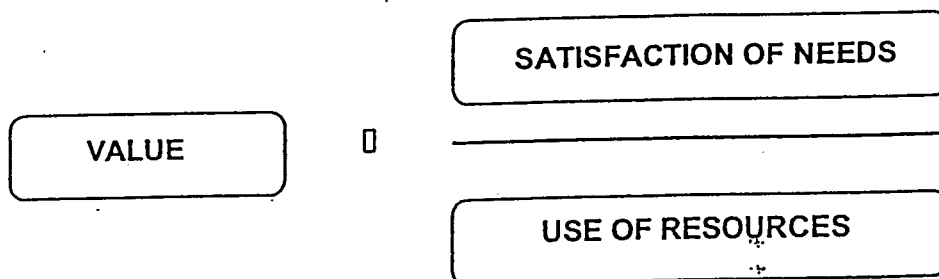 SATISFACTION OF NEEDS
VALUE
USE OF RESOURCES